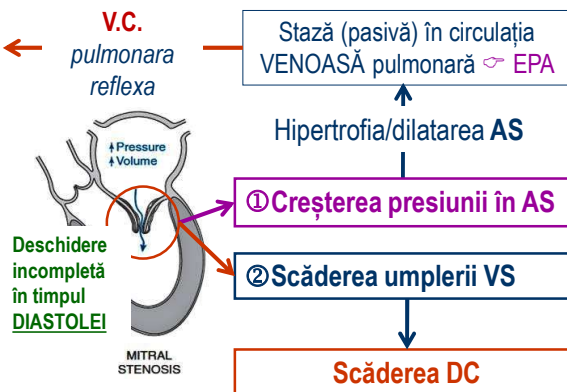 V.C.
pulmonara
reflexa
Stază (pasivă) în circulația
VENOASĂ pulmonară ☞ EPA
Hipertrofia/dilatarea AS
Pressure
Volume
①Creșterea presiunii în AS
Deschidere
incompletă
în timpul
DIASTOLEI
②Scăderea umplerii VS
MITRAL
STENOSIS
Scăderea DC